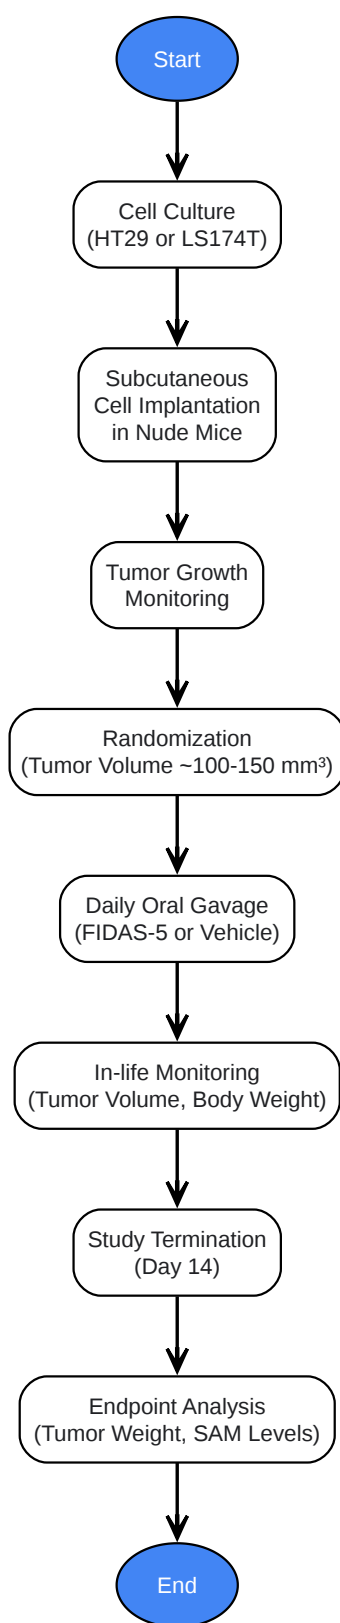 Start
Cell Culture
(HT29 or LS174T)
Subcutaneous
Cell Implantation
in Nude Mice
Tumor Growth
Monitoring
Randomization
(Tumor Volume ~100-150 mm³)
Daily Oral Gavage
(FIDAS-5 or Vehicle)
In-life Monitoring
(Tumor Volume, Body Weight)
Study Termination
(Day 14)
Endpoint Analysis
(Tumor Weight, SAM Levels)
End